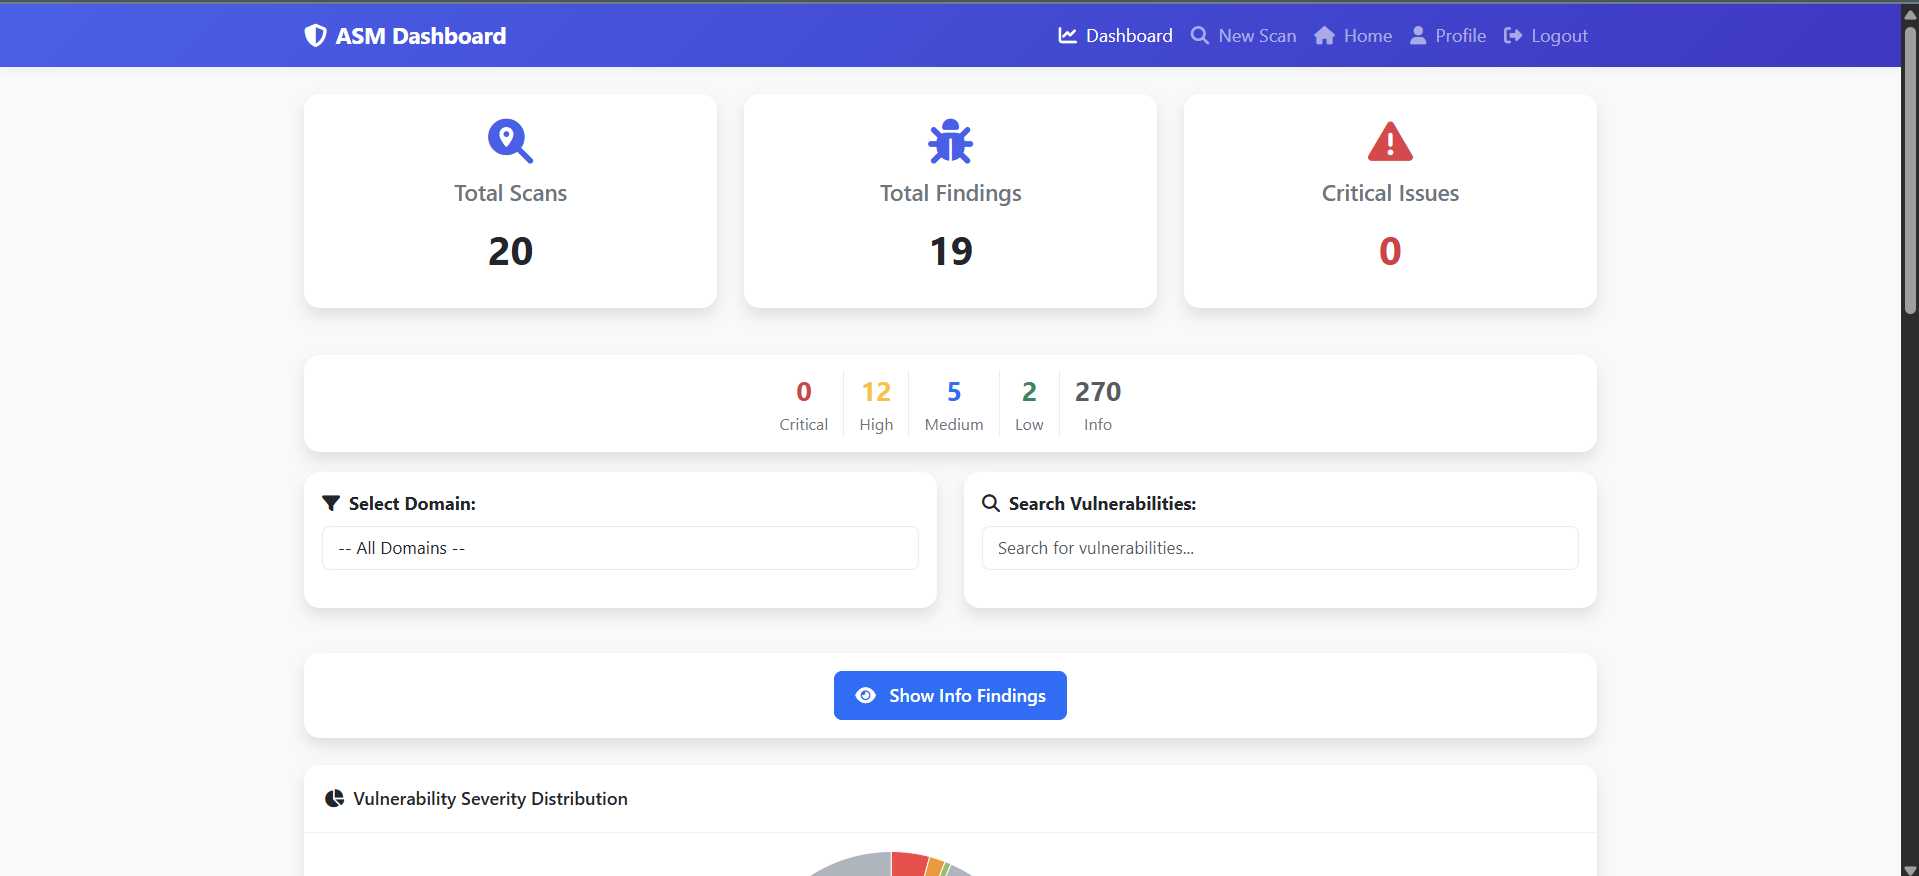 ASM Dashboard
Dashboard New Scan Home Profile Logout
Total Scans
20
Total Findings
19
Critical Issues
0
0 12 5 2 270
Critical High Medium Low Info
Select Domain:
-- All Domains --
Search Vulnerabilities:
Search for vulnerabilities...
Show Info Findings
Vulnerability Severity Distribution